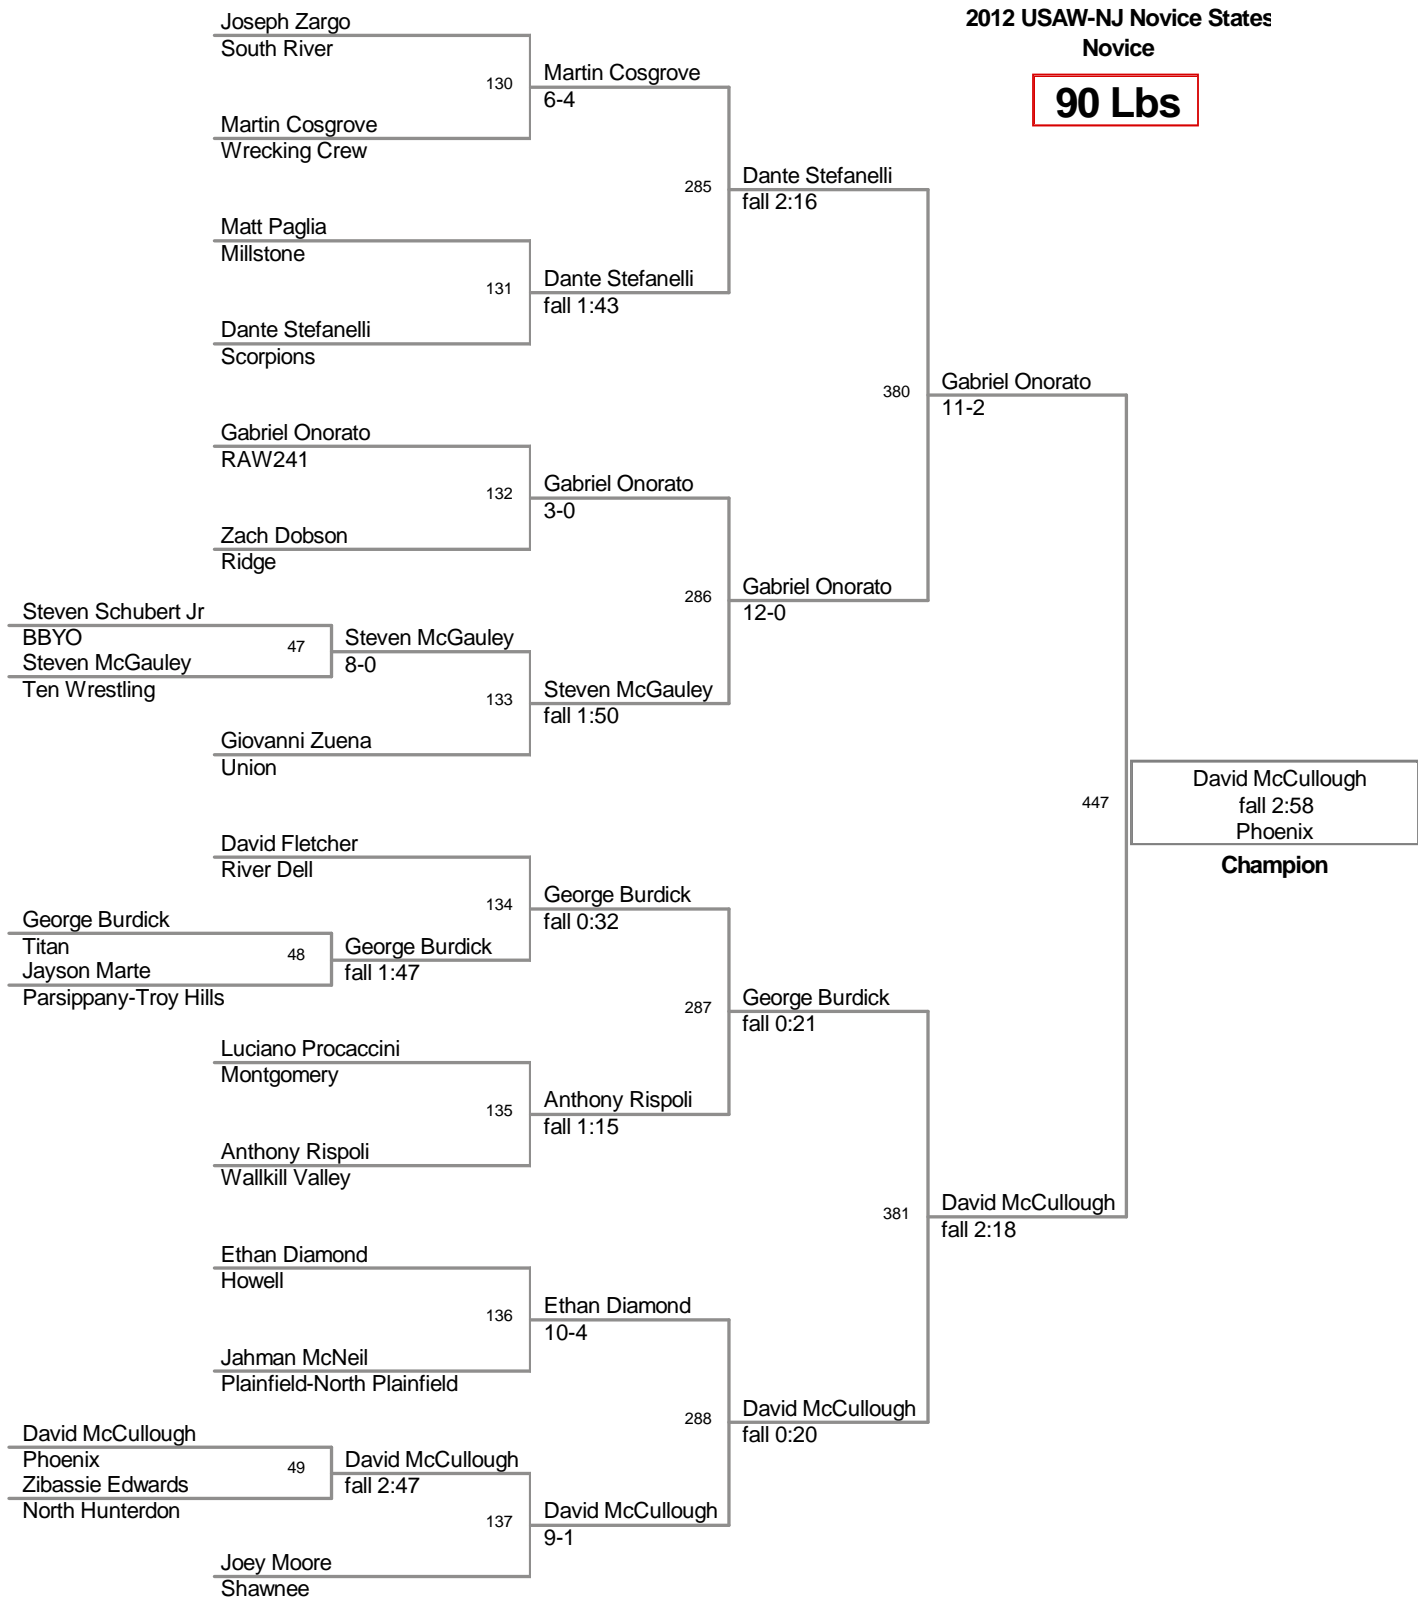 2012 USAW-NJ Novice States
Novice
90 Lbs
Joseph Zargo
South River
130
Martin Cosgrove
6-4
Martin Cosgrove
Wrecking Crew
285
Dante Stefanelli
fall 2:16
Matt Paglia
Millstone
131
Dante Stefanelli
fall 1:43
Dante Stefanelli
Scorpions
380
Gabriel Onorato
11-2
Gabriel Onorato
RAW241
132
Gabriel Onorato
3-0
Zach Dobson
Ridge
286
Gabriel Onorato
12-0
Steven Schubert Jr
BBYO
47
Steven McGauley
8-0
Steven McGauley
Ten Wrestling
133
Steven McGauley
fall 1:50
Giovanni Zuena
Union
447
David McCullough
fall 2:58
Phoenix
Champion
David Fletcher
River Dell
134
George Burdick
fall 0:32
George Burdick
Titan
48
George Burdick
fall 1:47
Jayson Marte
Parsippany-Troy Hills
287
George Burdick
fall 0:21
Luciano Procaccini
Montgomery
135
Anthony Rispoli
fall 1:15
Anthony Rispoli
Wallkill Valley
381
David McCullough
fall 2:18
Ethan Diamond
Howell
136
Ethan Diamond
10-4
Jahman McNeil
Plainfield-North Plainfield
288
David McCullough
fall 0:20
David McCullough
Phoenix
49
David McCullough
fall 2:47
Zibassie Edwards
North Hunterdon
137
David McCullough
9-1
Joey Moore
Shawnee